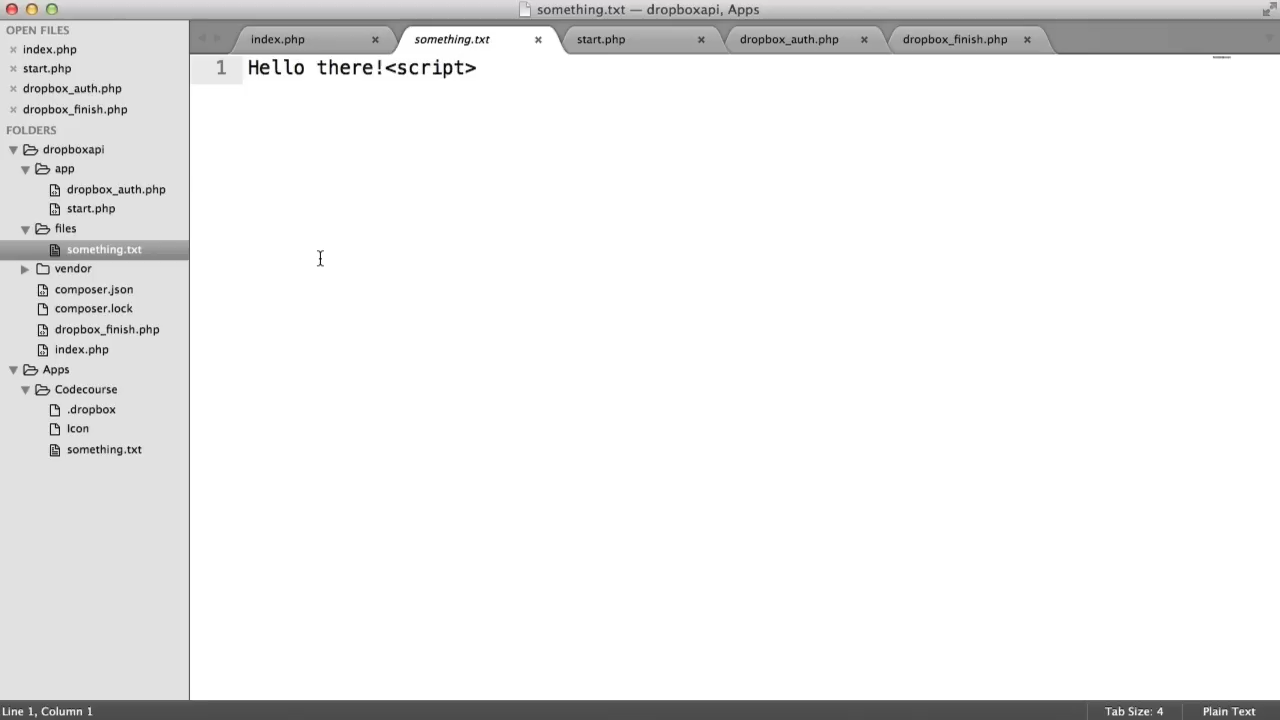 something.txt — dropboxapi, Apps
OPEN FILES
index.php
start.php
dropbox_auth.php
dropbox_finish.php
FOLDERS
dropboxapi
app
dropbox_auth.php
start.php
files
something.txt
vendor
composer.json
composer.lock
dropbox_finish.php
index.php
Apps
Codecourse
.dropbox
Icon
something.txt
index.php something.txt start.php dropbox_auth.php dropbox_finish.php
1 Hello there!<script>
Line 1, Column 1 Tab Size: 4 Plain Text